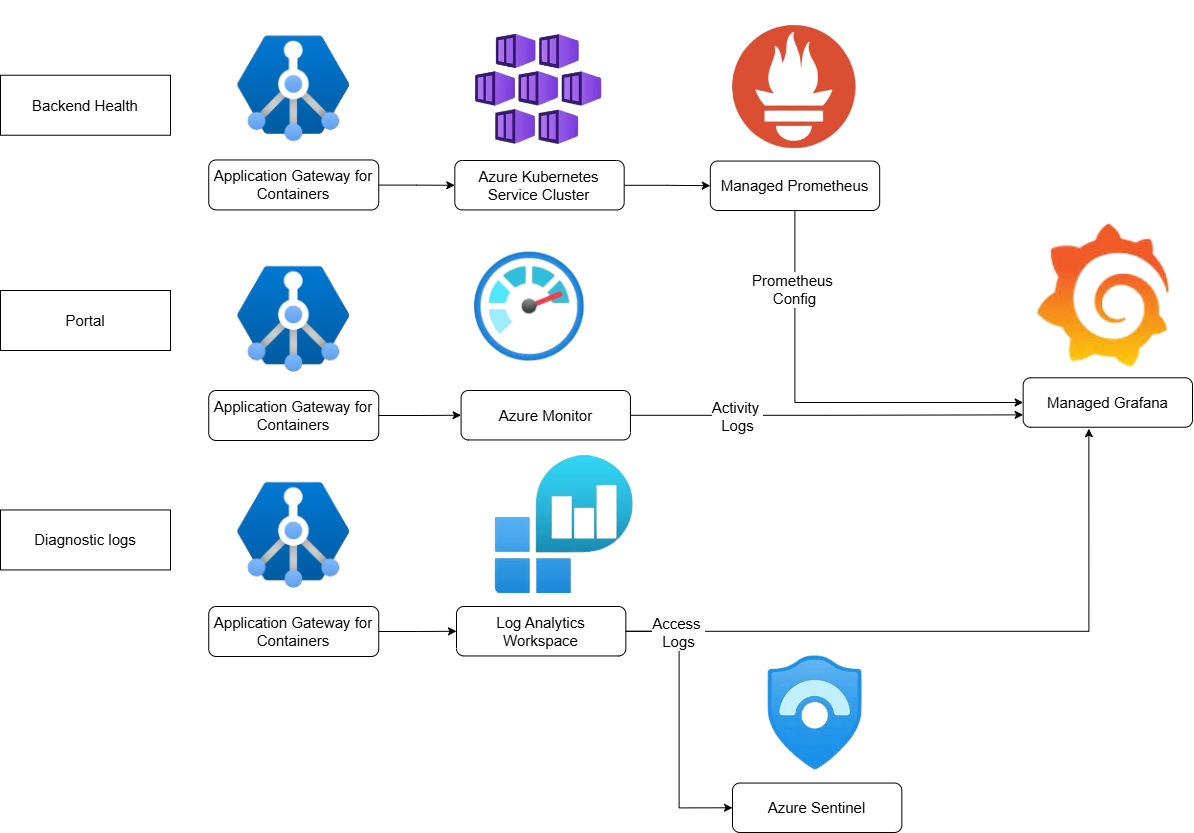 Backend Health
Application Gateway for
Containers
Azure Kubernetes
Service Cluster
Managed Prometheus
Prometheus
Config
Portal
Application Gateway for
Containers
Azure Monitor
Activity
Logs
Managed Grafana
Diagnostic logs
Application Gateway for
Containers
Log Analytics
Workspace
Access
Logs
Azure Sentinel